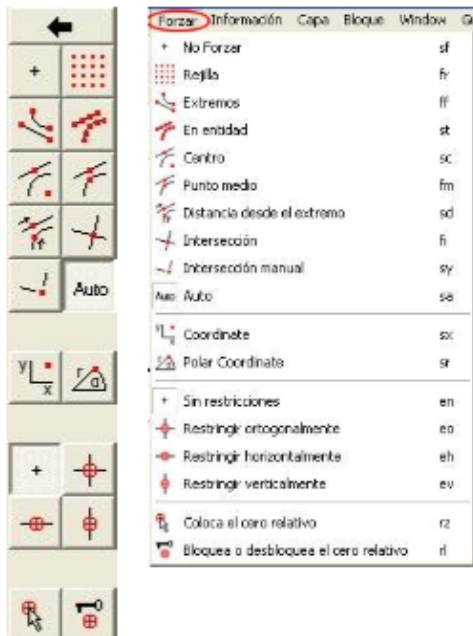 Forzar Información Capa Bloque Window
No Forzar sf
Rejilla fr
Extremos ff
En entidad st
Centro sc
Punto medio fm
Distancia desde el extremo sd
Intersección fi
Intersección manual sy
Auto Auto sa
Auto
y x Coordinate sx
r a Polar Coordinate sr
y x r a
Sin restricciones en
Restringir ortogonalmente eo
Restringir horizontalmente eh
Restringir verticalmente ev
Coloca el cero relativo rz
Bloquea o desbloquea el cero relativo rl